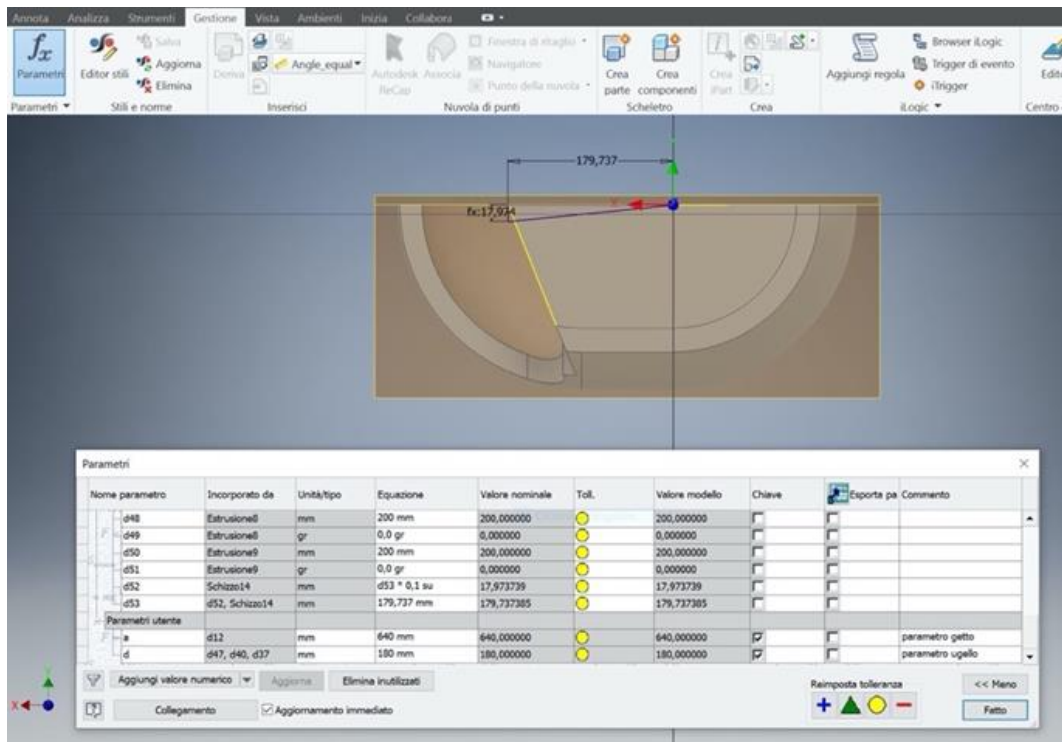 Annota Analizza Strumenti Gestione Vista Ambienti Inizia Collabora
fx
Parametri
Editor stili
Salva
Aggiorna
Elimina
Deriva
Angle_equal
Autodesk ReCap
Associa
Finestra di ritaglio
Navigatore
Punto della nuvola
Crea parte
Crea componenti
Crea iPart
Aggiungi regola
Browser iLogic
Trigger di evento
iTrigger
Parametri Stili e norme Inserisci Nuvola di punti Scheletro Crea iLogic Centro
179,737
fx:17,974
X
Parametri
Nome parametro Incorporato da Unità/tipo Equazione Valore nominale Toll. Valore modello Chiave Esporta pa Commento
d48 Estrusione8 mm 200 mm 200,000000 200,000000
d49 Estrusione8 gr 0,0 gr 0,000000 0,000000
d50 Estrusione9 mm 200 mm 200,000000 200,000000
d51 Estrusione9 gr 0,0 gr 0,000000 0,000000
d52 Schizzo14 mm d53 * 0,1 su 17,973739 17,973739
d53 d52, Schizzo14 mm 179,737 mm 179,737385 179,737385
Parametri utente
a d12 mm 640 mm 640,000000 640,000000 parametro getto
d d47, d40, d37 mm 180 mm 180,000000 180,000000 parametro ugello
Aggiungi valore numerico Aggiorna Elimina inutilizzati Reimposta tolleranza << Meno
Collegamento Aggiornamento immediato Fatto
Y
X